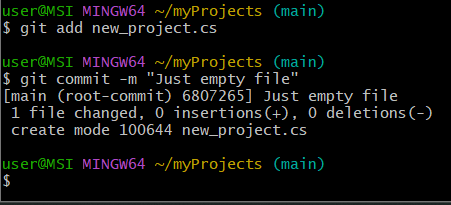 user@MSI MINGW64 ~/myProjects (main)
$ git add new_project.cs
user@MSI MINGW64 ~/myProjects (main)
$ git commit -m "Just empty file"
[main (root-commit) 6807265] Just empty file
 1 file changed, 0 insertions(+), 0 deletions(-)
 create mode 100644 new_project.cs
user@MSI MINGW64 ~/myProjects (main)
$